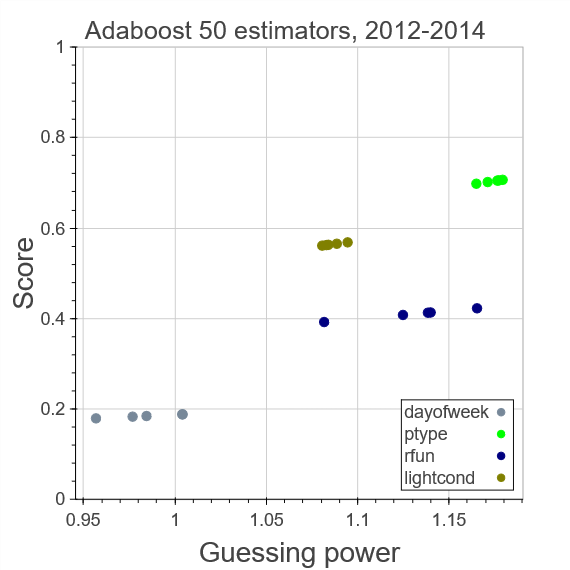 Adaboost 50 estimators, 2012-2014
1
0.8
0.6
0.4
0.2
0
Score
dayofweek
ptype
rfun
lightcond
0.95 1 1.05 1.1 1.15
Guessing power